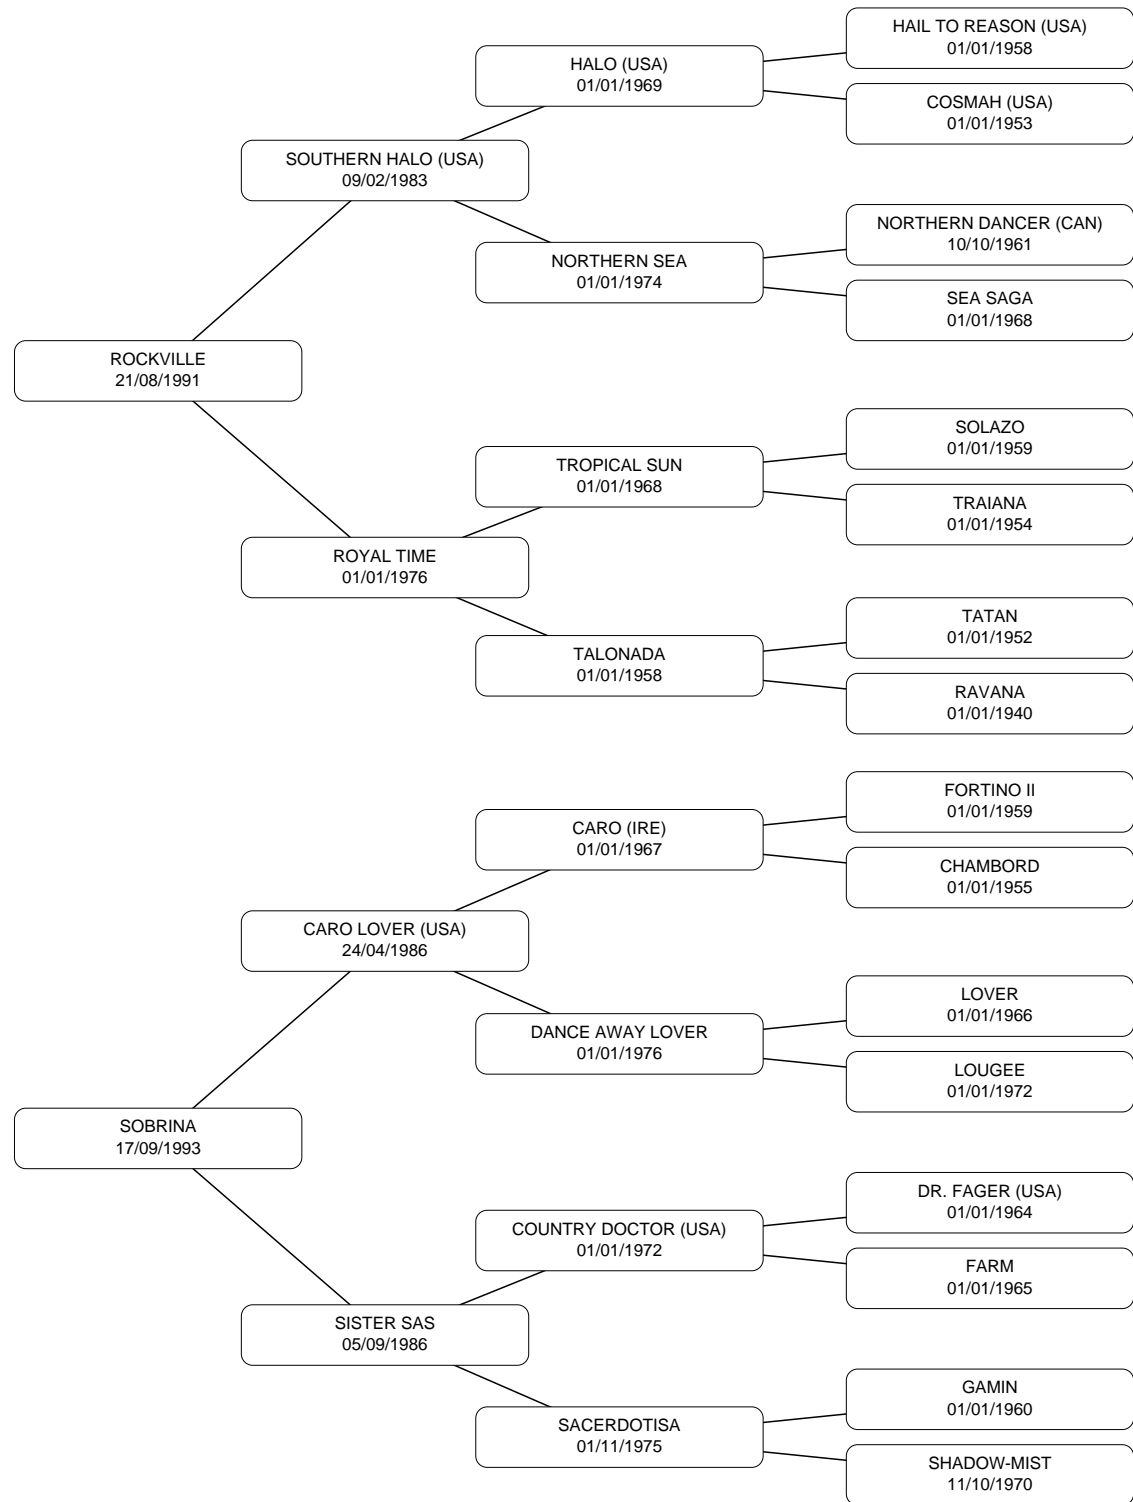 HAIL TO REASON (USA)
01/01/1958
HALO (USA)
01/01/1969
COSMAH (USA)
01/01/1953
SOUTHERN HALO (USA)
09/02/1983
NORTHERN DANCER (CAN)
10/10/1961
NORTHERN SEA
01/01/1974
SEA SAGA
01/01/1968
ROCKVILLE
21/08/1991
SOLAZO
01/01/1959
TROPICAL SUN
01/01/1968
TRAIANA
01/01/1954
ROYAL TIME
01/01/1976
TATAN
01/01/1952
TALONADA
01/01/1958
RAVANA
01/01/1940
FORTINO II
01/01/1959
CARO (IRE)
01/01/1967
CHAMBORD
01/01/1955
CARO LOVER (USA)
24/04/1986
LOVER
01/01/1966
DANCE AWAY LOVER
01/01/1976
LOUGEE
01/01/1972
SOBRINA
17/09/1993
DR. FAGER (USA)
01/01/1964
COUNTRY DOCTOR (USA)
01/01/1972
FARM
01/01/1965
SISTER SAS
05/09/1986
GAMIN
01/01/1960
SACERDOTISA
01/11/1975
SHADOW-MIST
11/10/1970